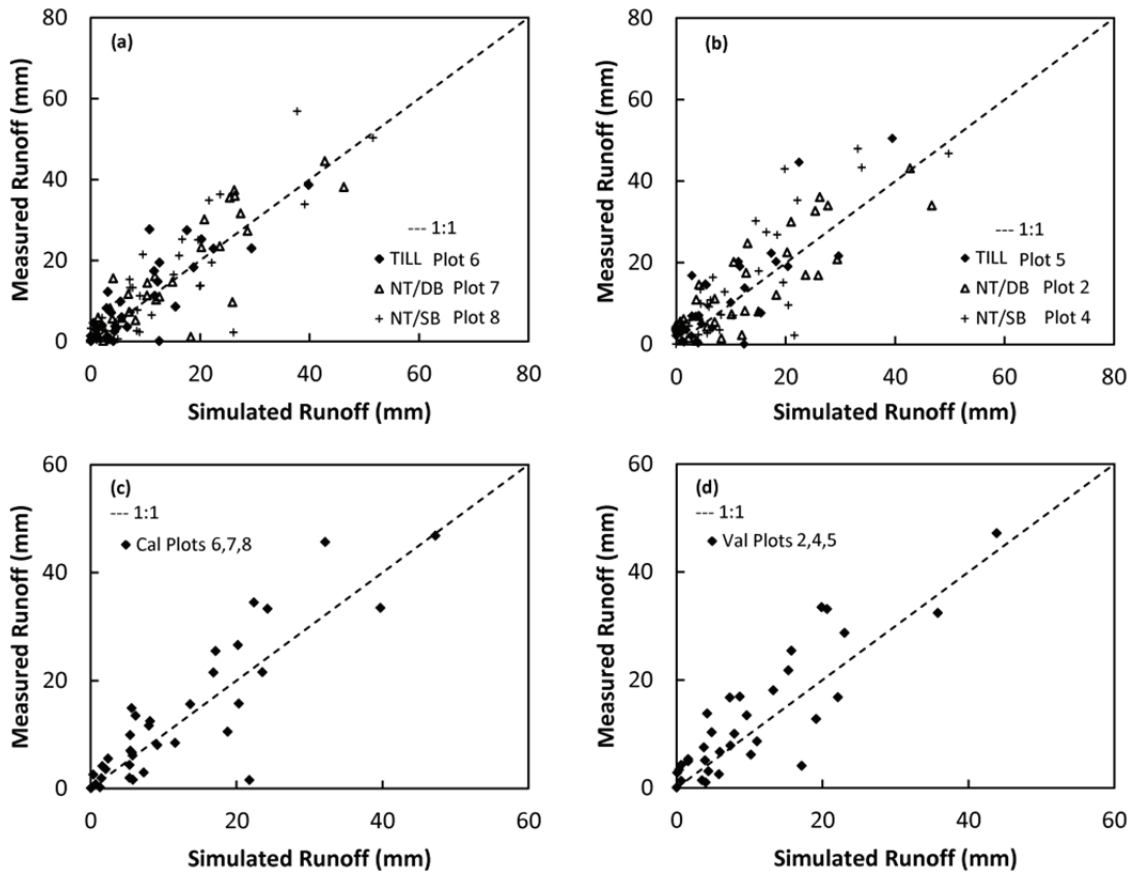 (a)
Measured Runoff (mm)
80
60
40
20
0
0 20 40 60 80
Simulated Runoff (mm)
--- 1:1
TILL Plot 6
NT/DB Plot 7
NT/SB Plot 8
(b)
Measured Runoff (mm)
80
60
40
20
0
0 20 40 60 80
Simulated Runoff (mm)
--- 1:1
TILL Plot 5
NT/DB Plot 2
NT/SB Plot 4
(c)
--- 1:1
Cal Plots 6,7,8
Measured Runoff (mm)
60
40
20
0
0 20 40 60
Simulated Runoff (mm)
(d)
--- 1:1
Val Plots 2,4,5
Measured Runoff (mm)
60
40
20
0
0 20 40 60
Simulated Runoff (mm)